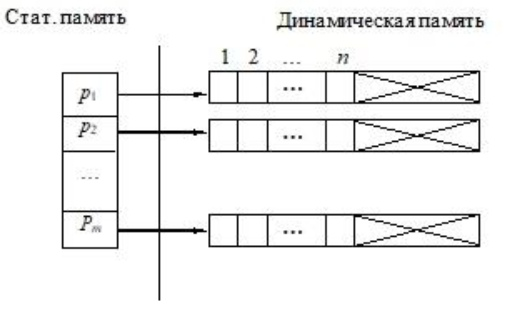 Стат. память
Динамическая память
1 2 ... n
p1 ...
p2 ...
...
Pm ...